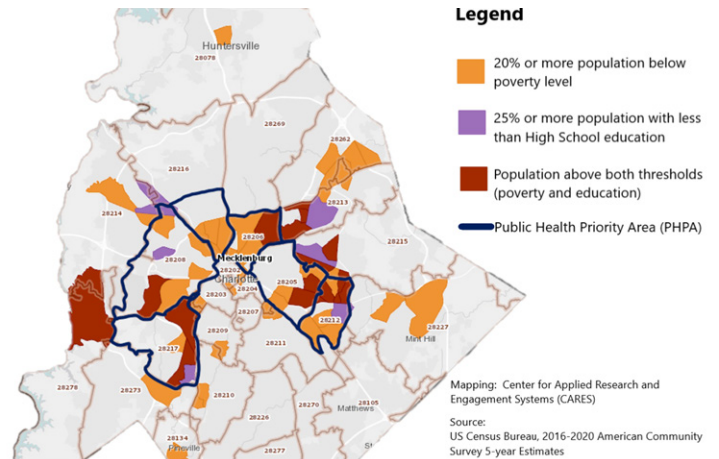 Legend
20% or more population below
poverty level
25% or more population with less
than High School education
Population above both thresholds
(poverty and education)
Public Health Priority Area (PHPA)
Mapping: Center for Applied Research and
Engagement Systems (CARES)
Source:
US Census Bureau, 2016-2020 American Community
Survey 5-year Estimates
Huntersville
28078
28269
28262
28216
28213
28214
28206
28215
28208
Mecklenburg
28202
Charlotte
28205
28204
28203
28207
28212
28227
28209
28211
28217
Mint Hill
28278
28273
28210
28270
28105
Matthews
28226
28134
Pineville
28277